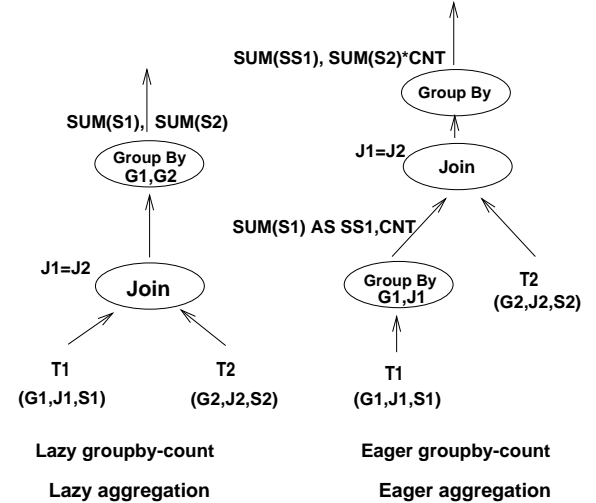 SUM(S1), SUM(S2)
Group By
G1,G2
J1=J2
Join
T1
(G1,J1,S1)
T2
(G2,J2,S2)
Lazy groupby-count
Lazy aggregation
SUM(SS1), SUM(S2)*CNT
Group By
J1=J2
Join
SUM(S1) AS SS1,CNT
Group By
G1,J1
T2
(G2,J2,S2)
T1
(G1,J1,S1)
Eager groupby-count
Eager aggregation